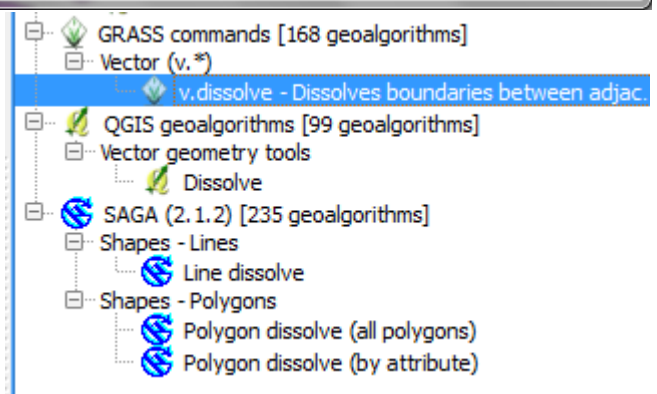 GRASS commands [168 geoalgorithms]
Vector (v.*)
v.dissolve - Dissolves boundaries between adjac.
QGIS geoalgorithms [99 geoalgorithms]
Vector geometry tools
Dissolve
SAGA (2.1.2) [235 geoalgorithms]
Shapes - Lines
Line dissolve
Shapes - Polygons
Polygon dissolve (all polygons)
Polygon dissolve (by attribute)